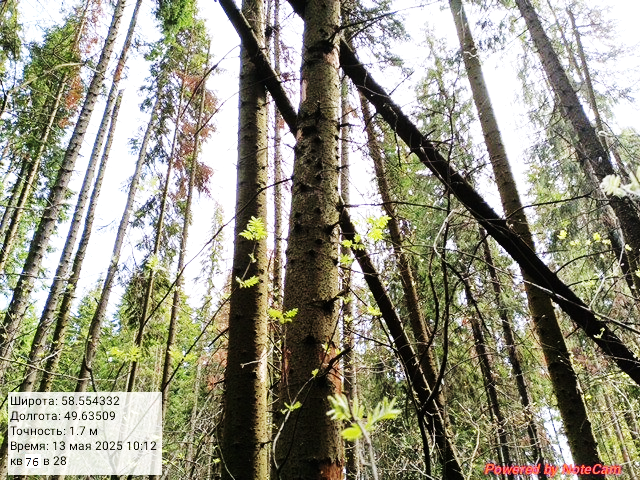 Широта: 58.554332
Долгота: 49.63509
Точность: 1.7 м
Время: 13 мая 2025 10:12
кв 76 в 28
Powered by NoteCam